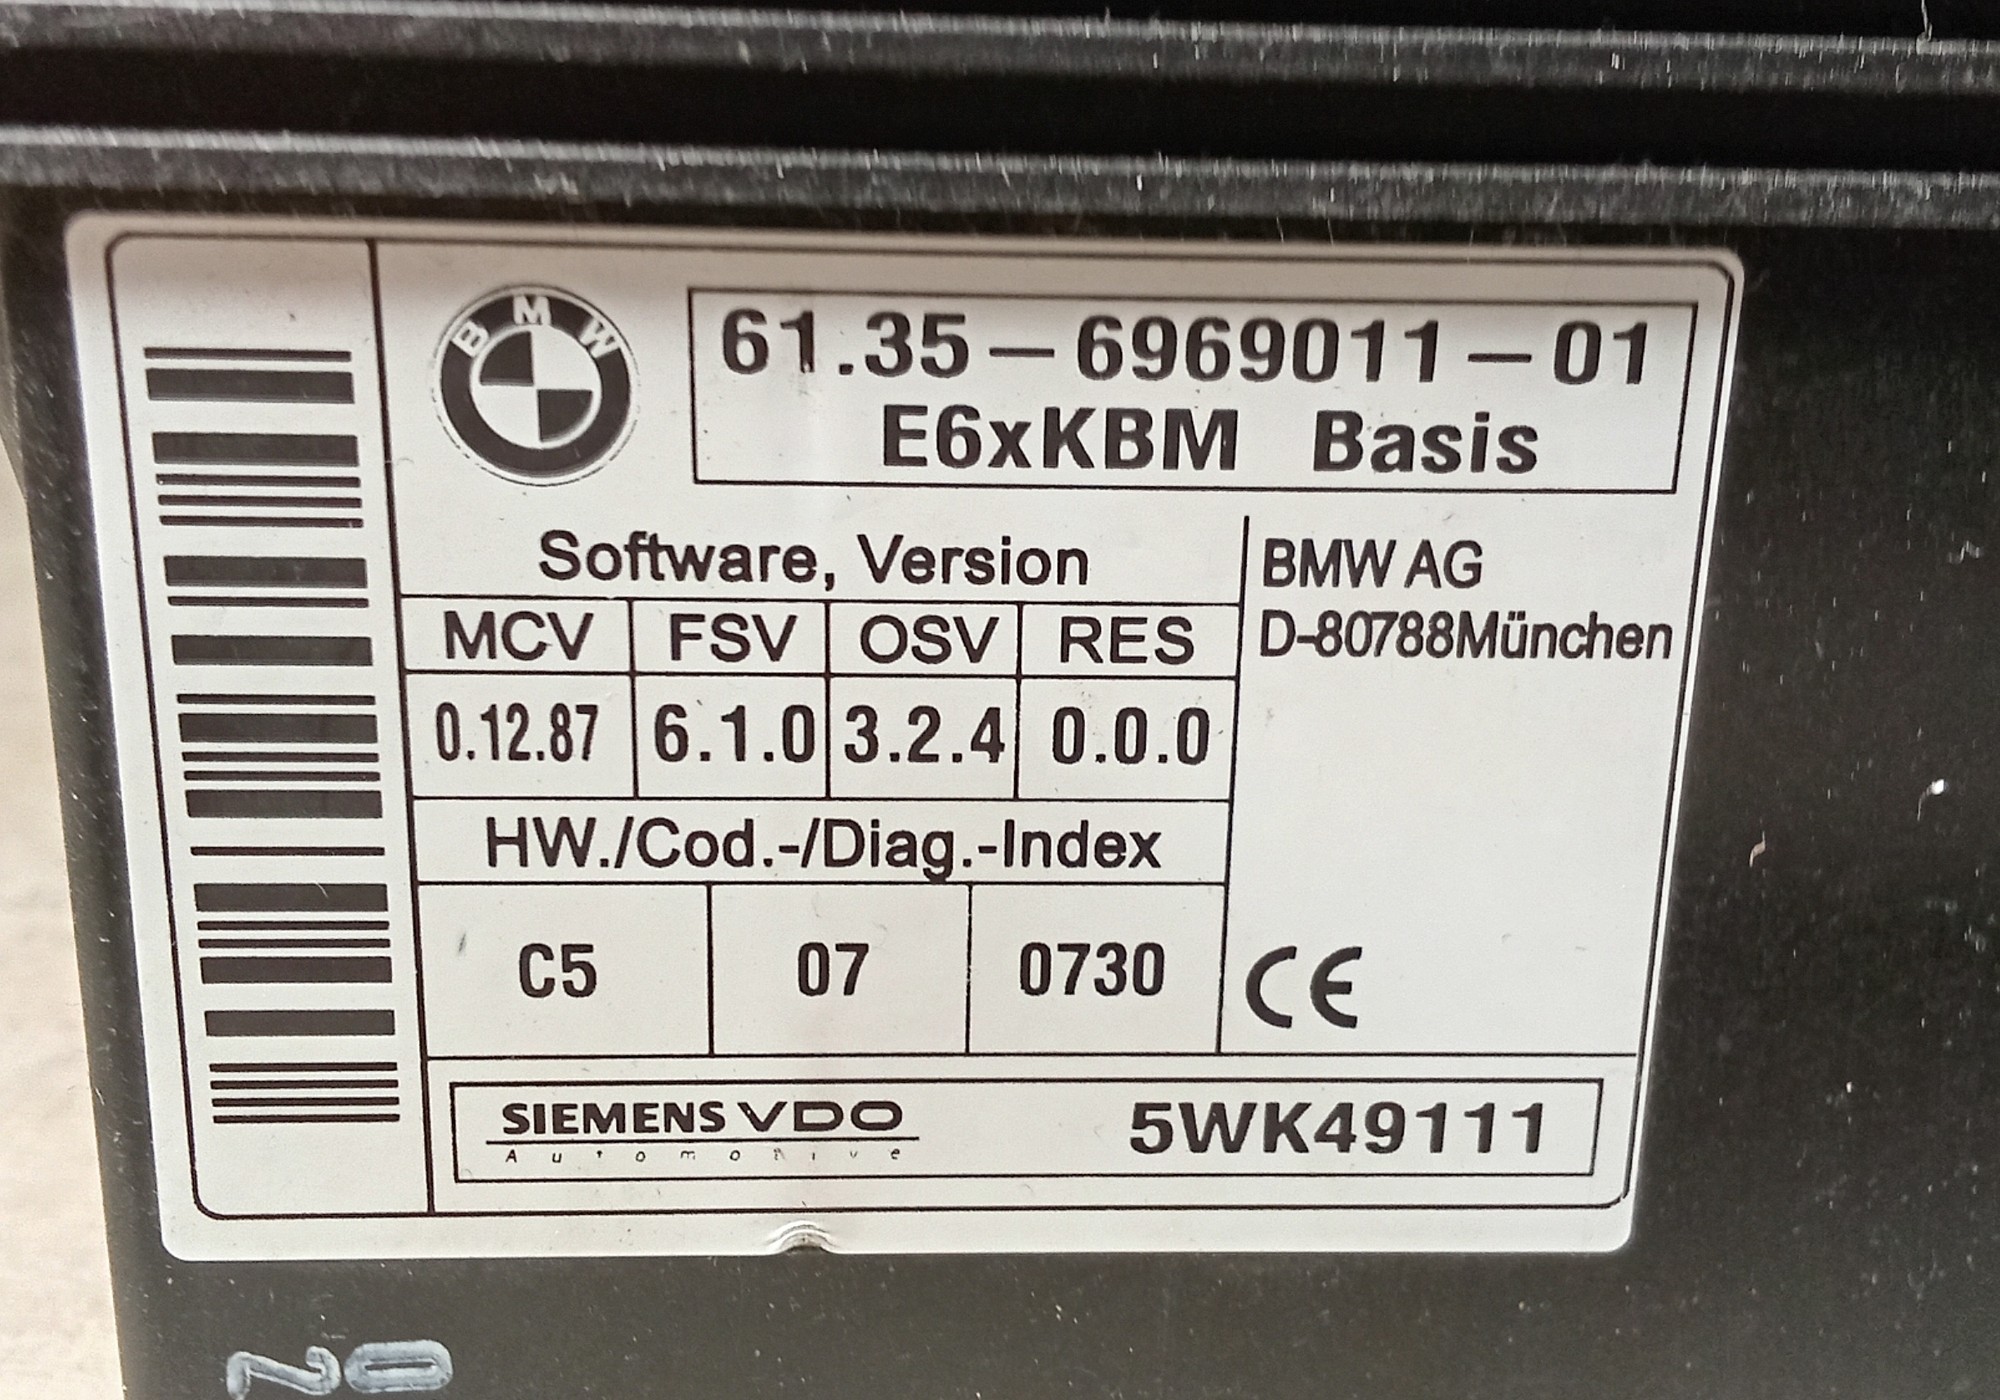 BMW
61.35-6969011-01
E6xKBM Basis
Software, Version
MCV FSV OSV RES
0.12.87 6.1.0 3.2.4 0.0.0
BMW AG
D-80788München
HW./Cod.-/Diag.-Index
C5 07 0730
CE
SIEMENS VDO
Automotive
5WK49111
20